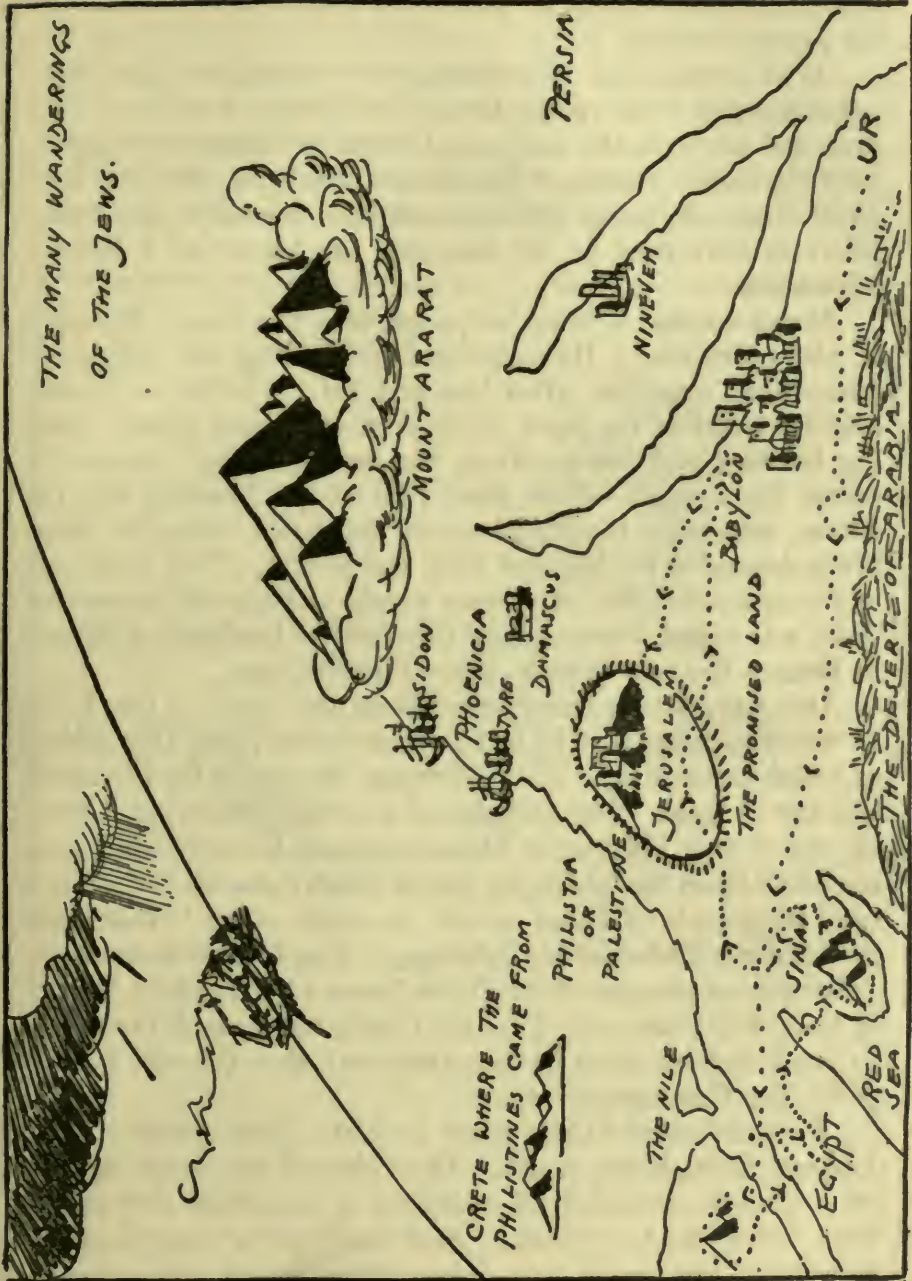 THE MANY WANDERINGS
OF THE JEWS.
PERSIA
MOUNT ARARAT
NINEVEH
SIDON
PHOENICIA
TYRE
DAMASCUS
BABYLON
UR
CRETE WHERE THE
PHILISTINES CAME FROM
PHILISTIA
OR
PALESTINE
JERUSALEM
THE PROMISED LAND
THE DESERT OF ARABIA
THE NILE
SINAI
EGYPT
RED
SEA